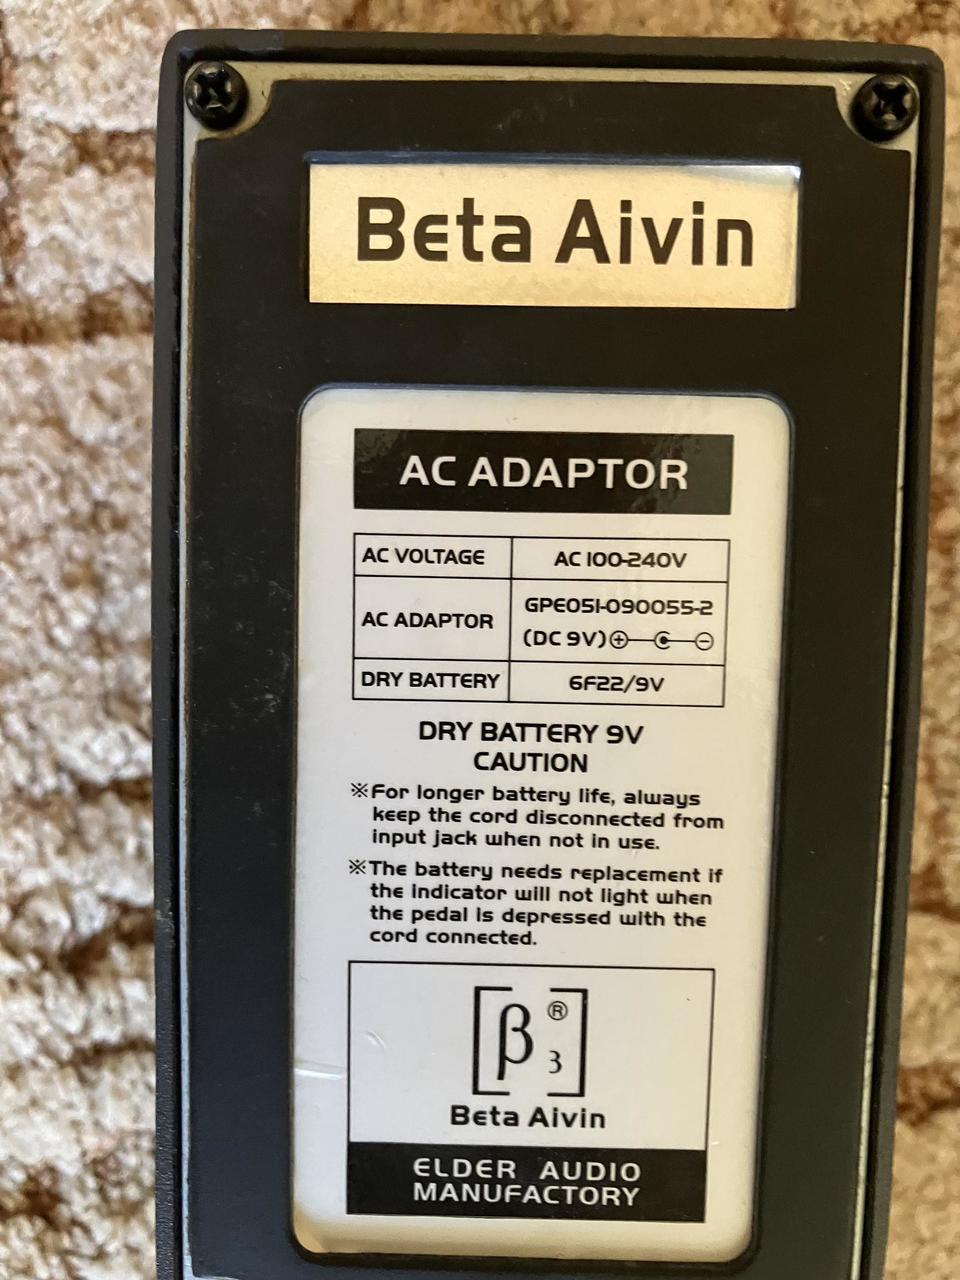 Beta Aivin
AC ADAPTOR
AC VOLTAGE AC 100-240V
AC ADAPTOR GPE051-090055-2
(DC 9V)
DRY BATTERY 6F22/9V
DRY BATTERY 9V
CAUTION
※For longer battery life, always
keep the cord disconnected from
input jack when not in use.
※The battery needs replacement if
the indicator will not light when
the pedal is depressed with the
cord connected.
[β3®]
Beta Aivin
ELDER AUDIO
MANUFACTORY